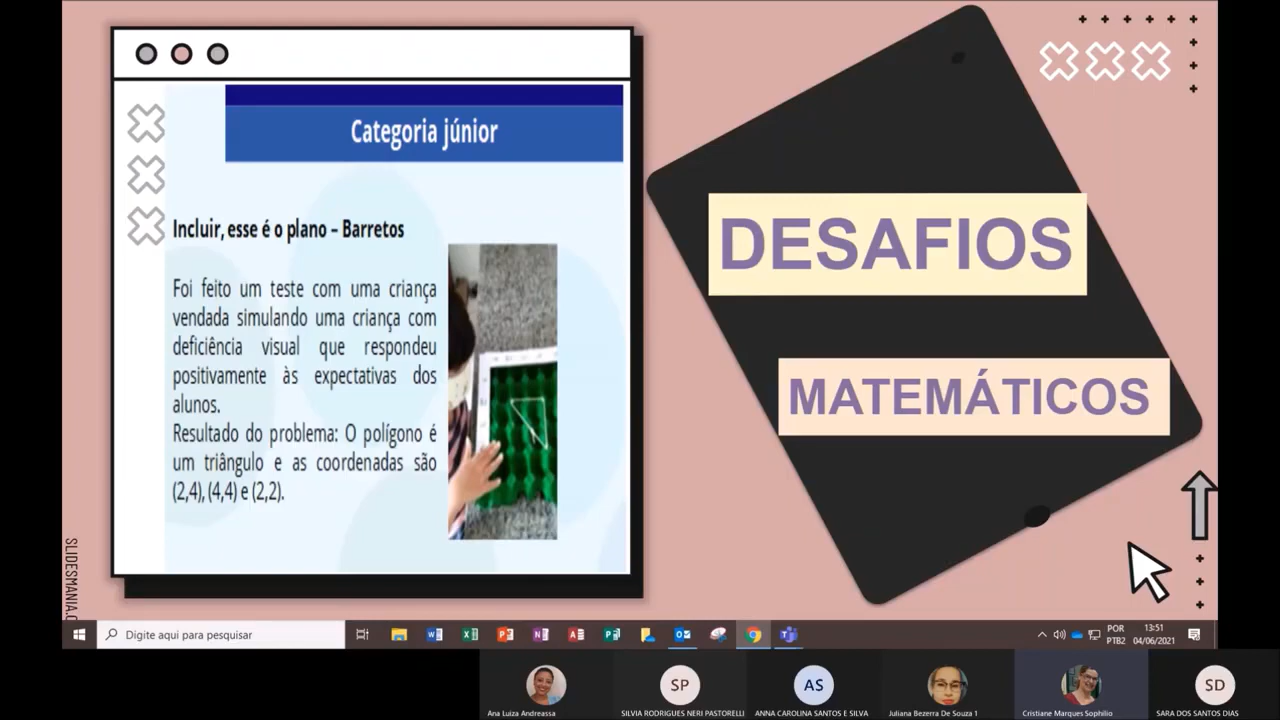 Categoria júnior
Incluir, esse é o plano – Barretos
Foi feito um teste com uma criança
vendada simulando uma criança com
deficiência visual que respondeu
positivamente às expectativas dos
alunos.
Resultado do problema: O polígono é
um triângulo e as coordenadas são
(2,4), (4,4) e (2,2).
DESAFIOS
MATEMÁTICOS
SLIDESMANIA.C
Digite aqui para pesquisar
POR
PTB2
13:51
04/06/2021
SP
AS
SD
Ana Luiza Andreassa
SILVIA RODRIGUES NERI PASTORELLI
ANNA CAROLINA SANTOS E SILVA
Juliana Bezerra De Souza 1
Cristiane Marques Sophilio
SARA DOS SANTOS DIAS